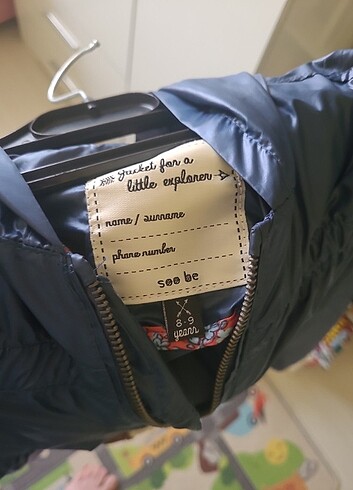 Jacket for a
little explorer
name / surname
phone number
soo be
8-9
years